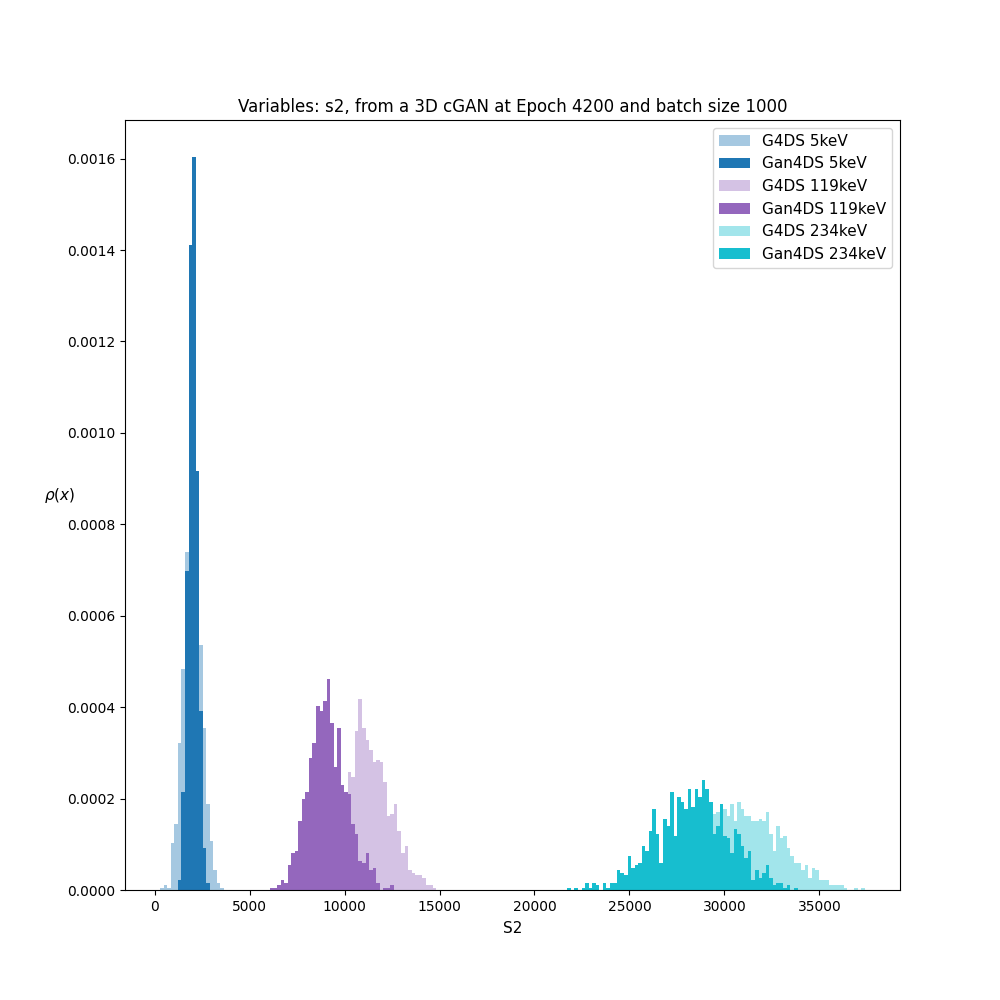 Variables: s2, from a 3D cGAN at Epoch 4200 and batch size 1000
G4DS 5keV
Gan4DS 5keV
G4DS 119keV
Gan4DS 119keV
G4DS 234keV
Gan4DS 234keV
0.0016
0.0014
0.0012
0.0010
ρ(x)
0.0008
0.0006
0.0004
0.0002
0.0000
0 5000 10000 15000 20000 25000 30000 35000
S2